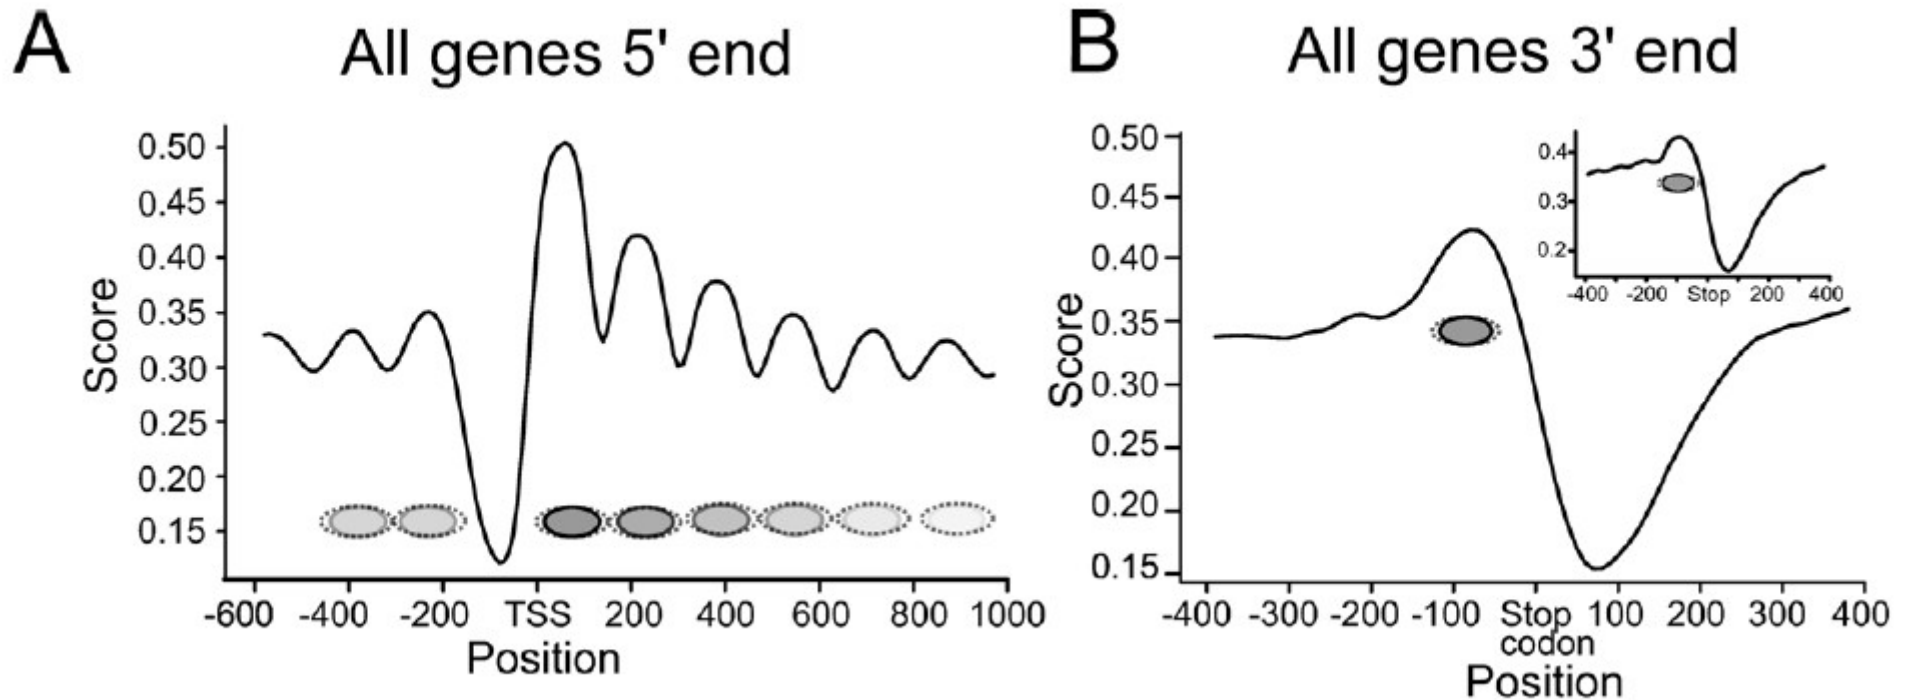 A
All genes 5' end
0.50
0.45
0.40
0.35
0.30
0.25
0.20
0.15
Score
-600 -400 -200 TSS 200 400 600 800 1000
Position
B
All genes 3' end
0.50
0.45
0.40
0.35
0.30
0.25
0.20
0.15
Score
-400 -300 -200 -100 Stop 100 200 300 400
codon
Position
0.4
0.3
0.2
-400 -200 Stop 200 400